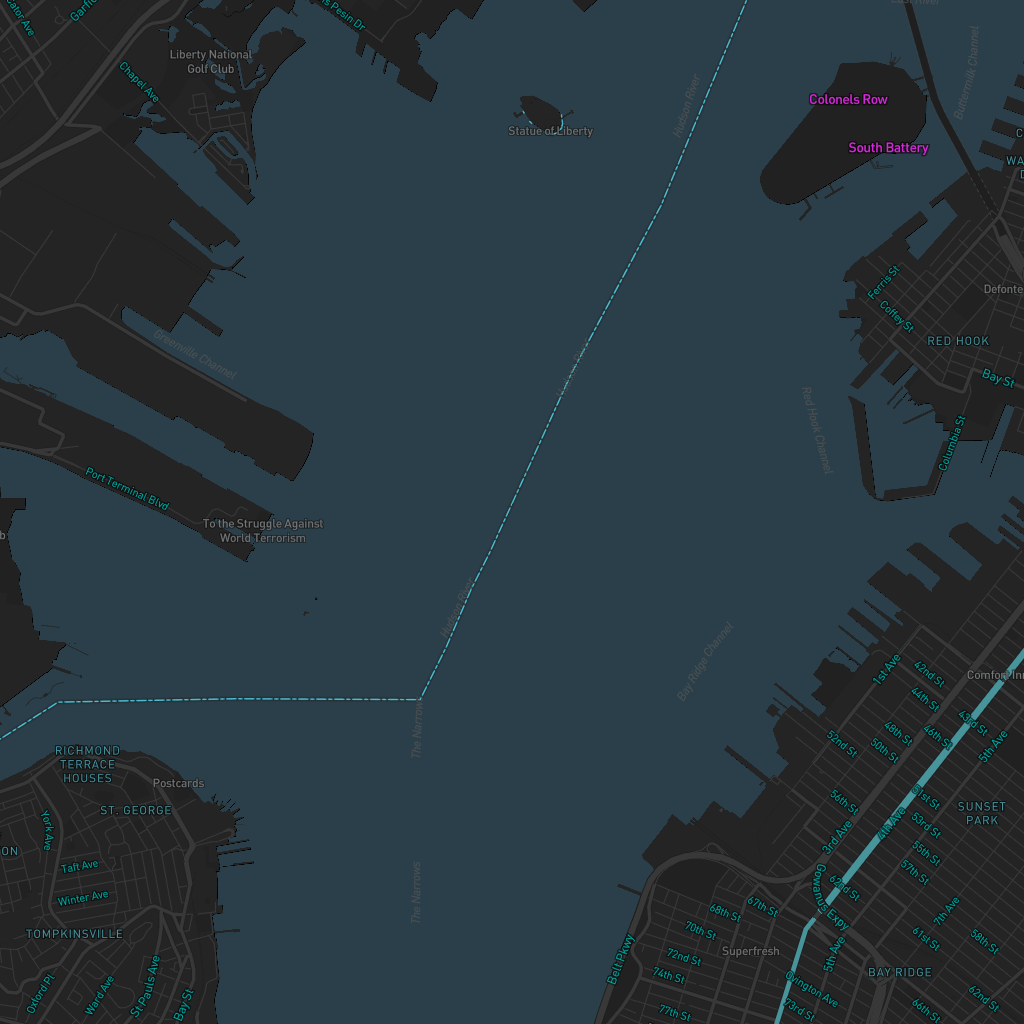 Chapel Ave
Liberty National
Golf Club
Statue of Liberty
Hudson River
Buttermilk Channel
Colonels Row
South Battery
Ferris St
Coffey St
Defonte
RED HOOK
Bay St
Columbia St
Red Hook Channel
Greenville Channel
Port Terminal Blvd
To the Struggle Against
World Terrorism
Hudson River
Bay Ridge Channel
The Narrows
1st Ave
42nd St
44th St
Comfort Inn
43rd St
46th St
48th St
50th St
52nd St
5th Ave
RICHMOND
TERRACE
HOUSES
Postcards
ST. GEORGE
York Ave
Taft Ave
Winter Ave
TOMPKINSVILLE
Oxford Pl
Ward Ave
St Pauls Ave
Bay St
The Narrows
56th St
51st St
SUNSET
PARK
53rd St
3rd Ave
4th Ave
55th St
57th St
62nd St
Gowanus Expy
67th St
68th St
70th St
7th Ave
61st St
58th St
Superfresh
72nd St
74th St
5th Ave
Belt Pkwy
BAY RIDGE
Ovington Ave
73rd St
77th St
62nd St
66th St